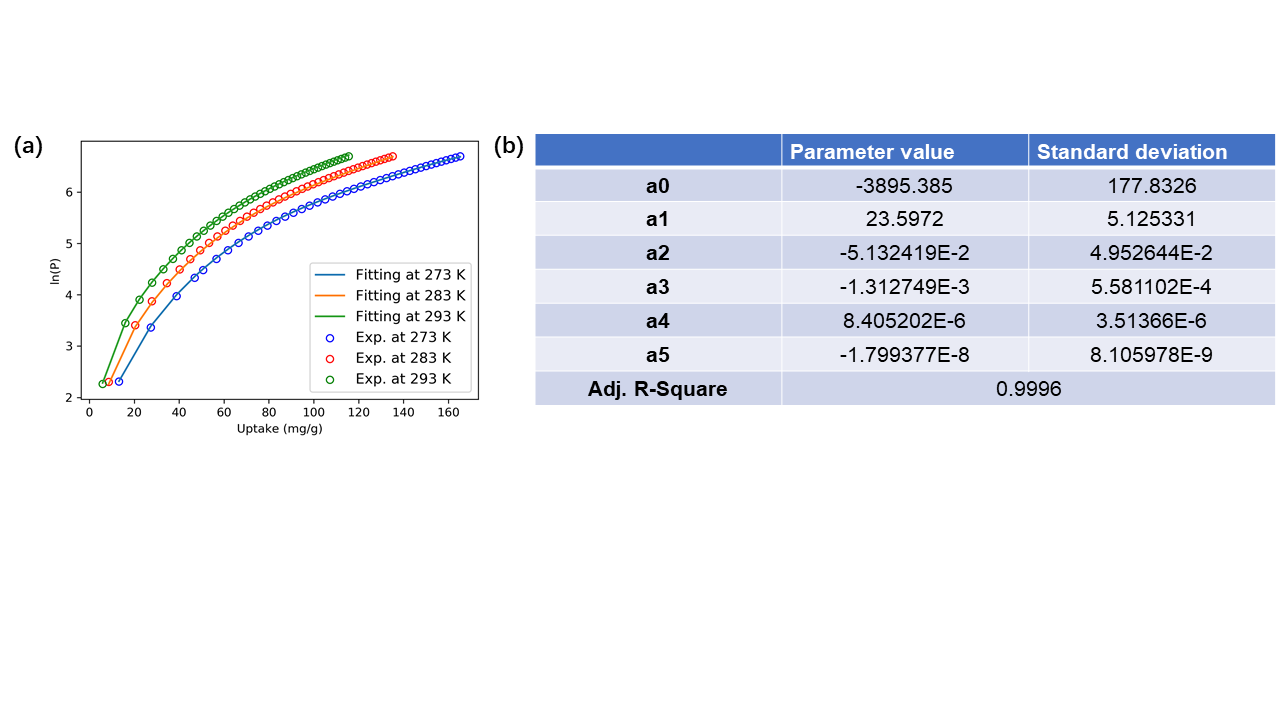 (a)
ln(P)
6
5
4
3
2
0 20 40 60 80 100 120 140 160
Uptake (mg/g)
Fitting at 273 K
Fitting at 283 K
Fitting at 293 K
Exp. at 273 K
Exp. at 283 K
Exp. at 293 K
(b)
Parameter value Standard deviation
a0 -3895.385 177.8326
a1 23.5972 5.125331
a2 -5.132419E-2 4.952644E-2
a3 -1.312749E-3 5.581102E-4
a4 8.405202E-6 3.51366E-6
a5 -1.799377E-8 8.105978E-9
Adj. R-Square 0.9996